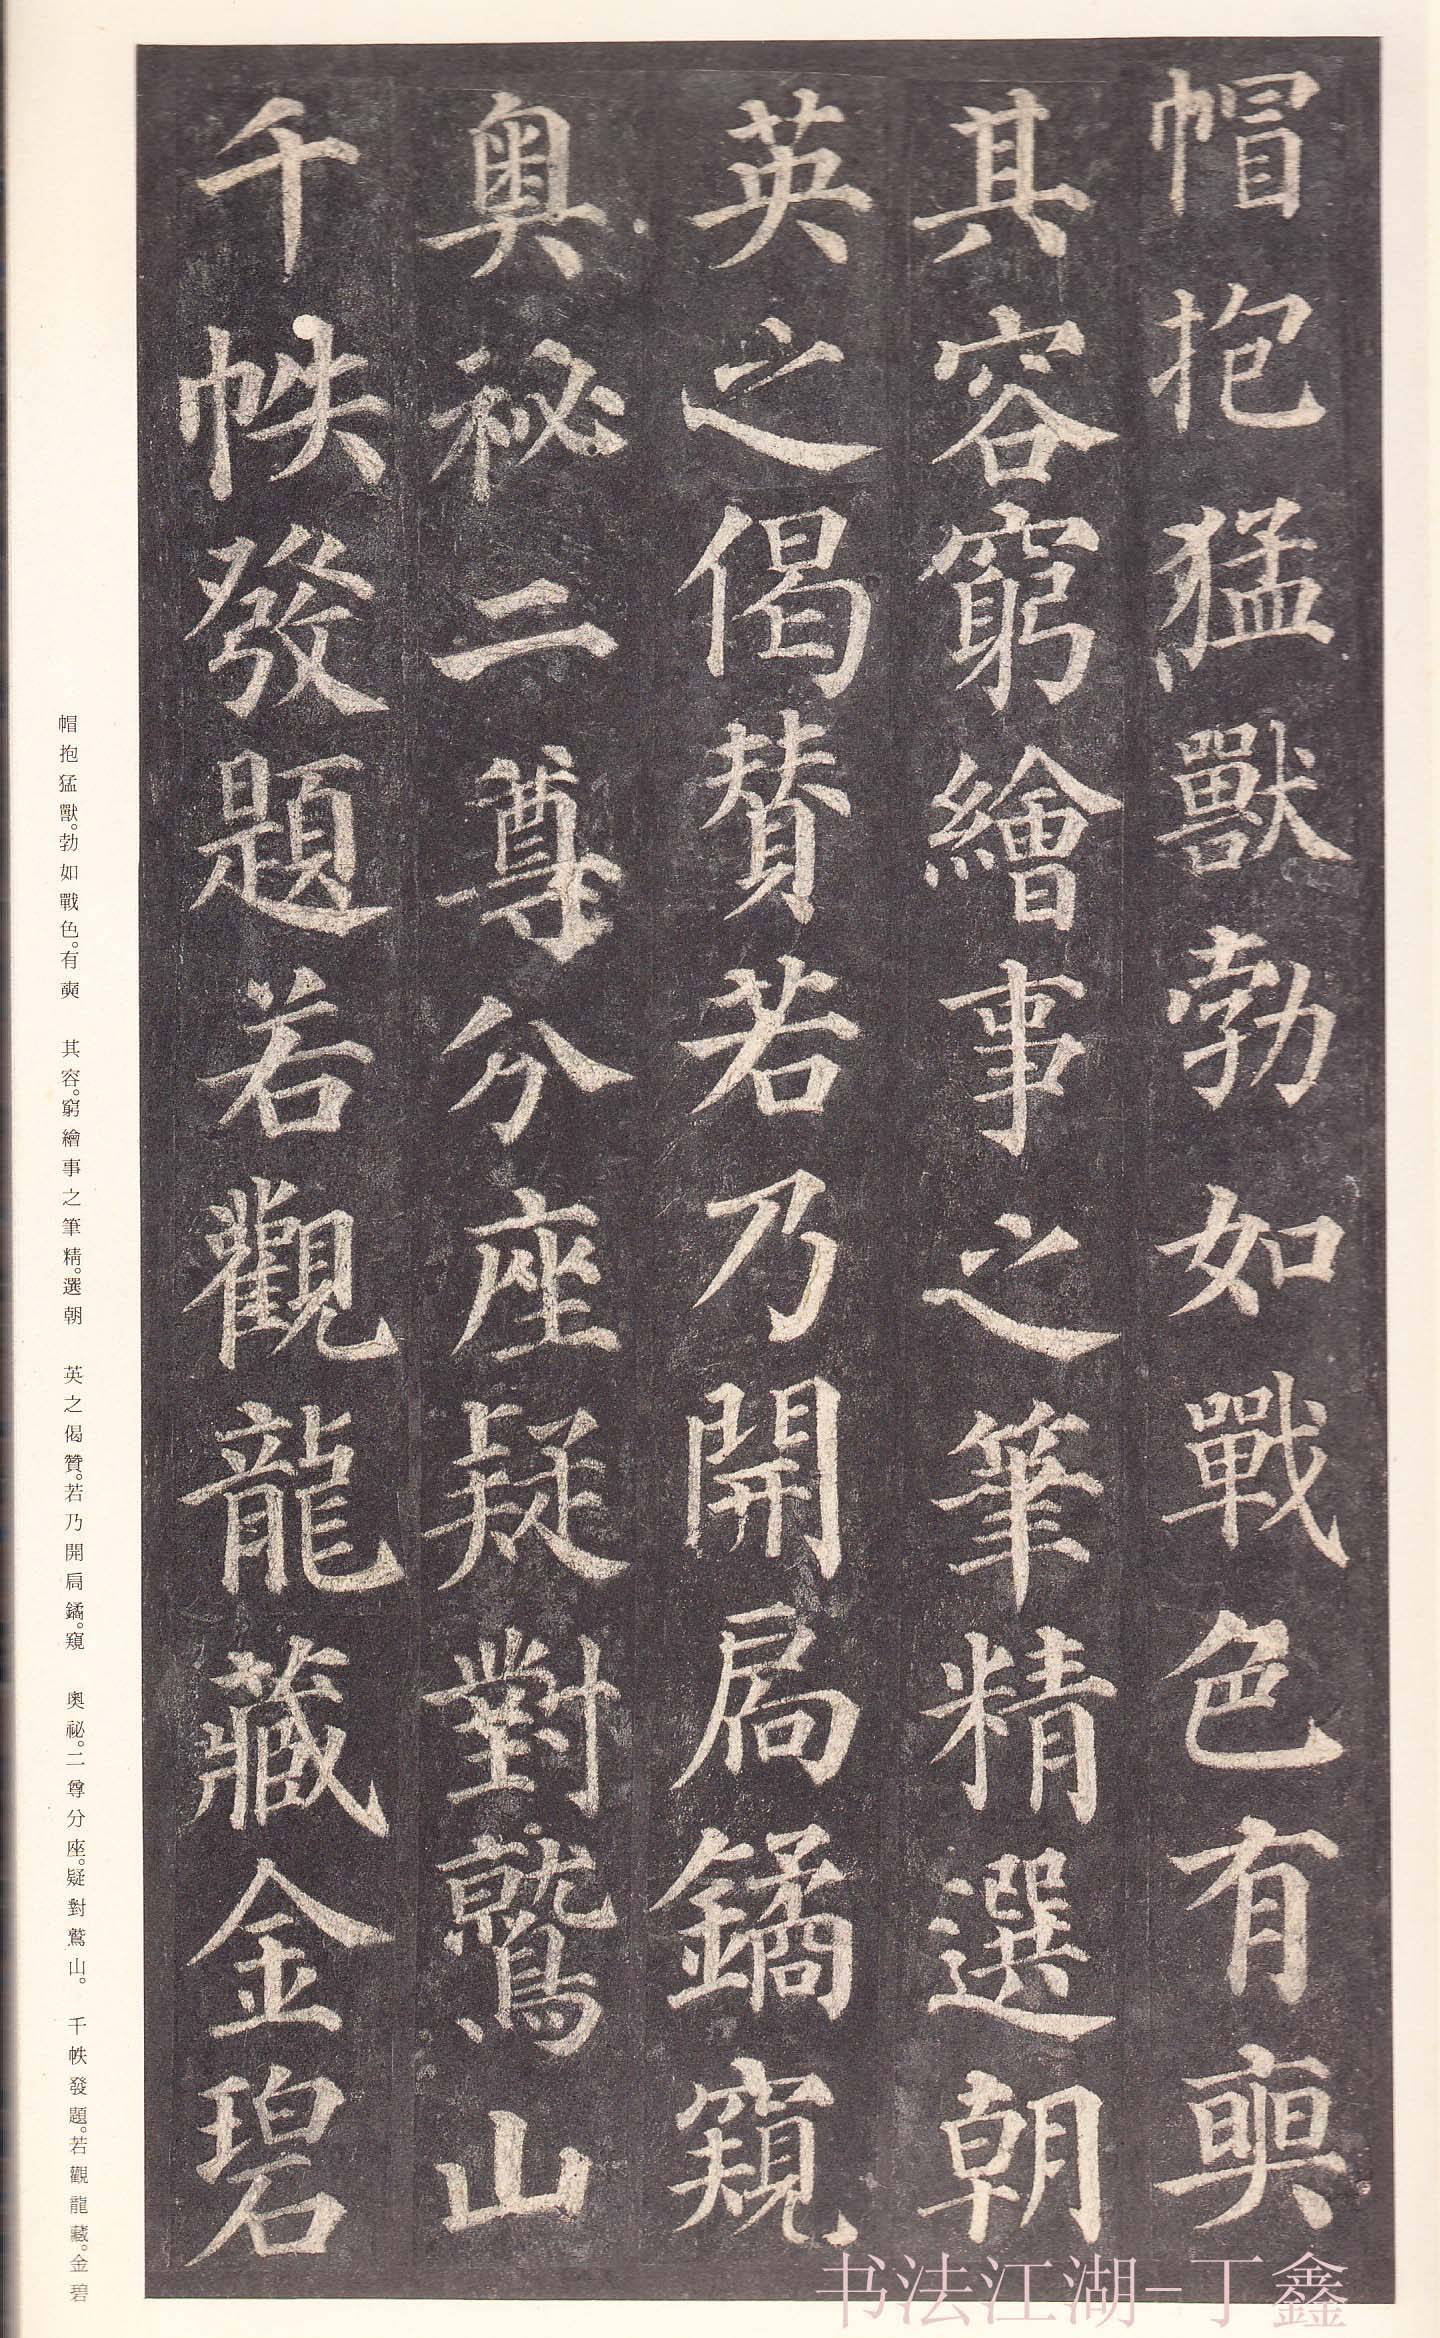 帽抱猛獸勃如戰色有奭
其容窮繪事之筆精選朝
英之偈賛若乃開扃鐍窺
奧祕二尊分座疑對鷲山
千帙發題若觀龍藏金碧
帽抱猛獸。勃如戰色。有奭　其容。窮繪事之筆精。選朝　英之偈贊。若乃開扃鐍。窺　奧祕。二尊分座。疑對鷲山。　千帙發題。若觀龍藏。金碧
书法江湖-丁鑫